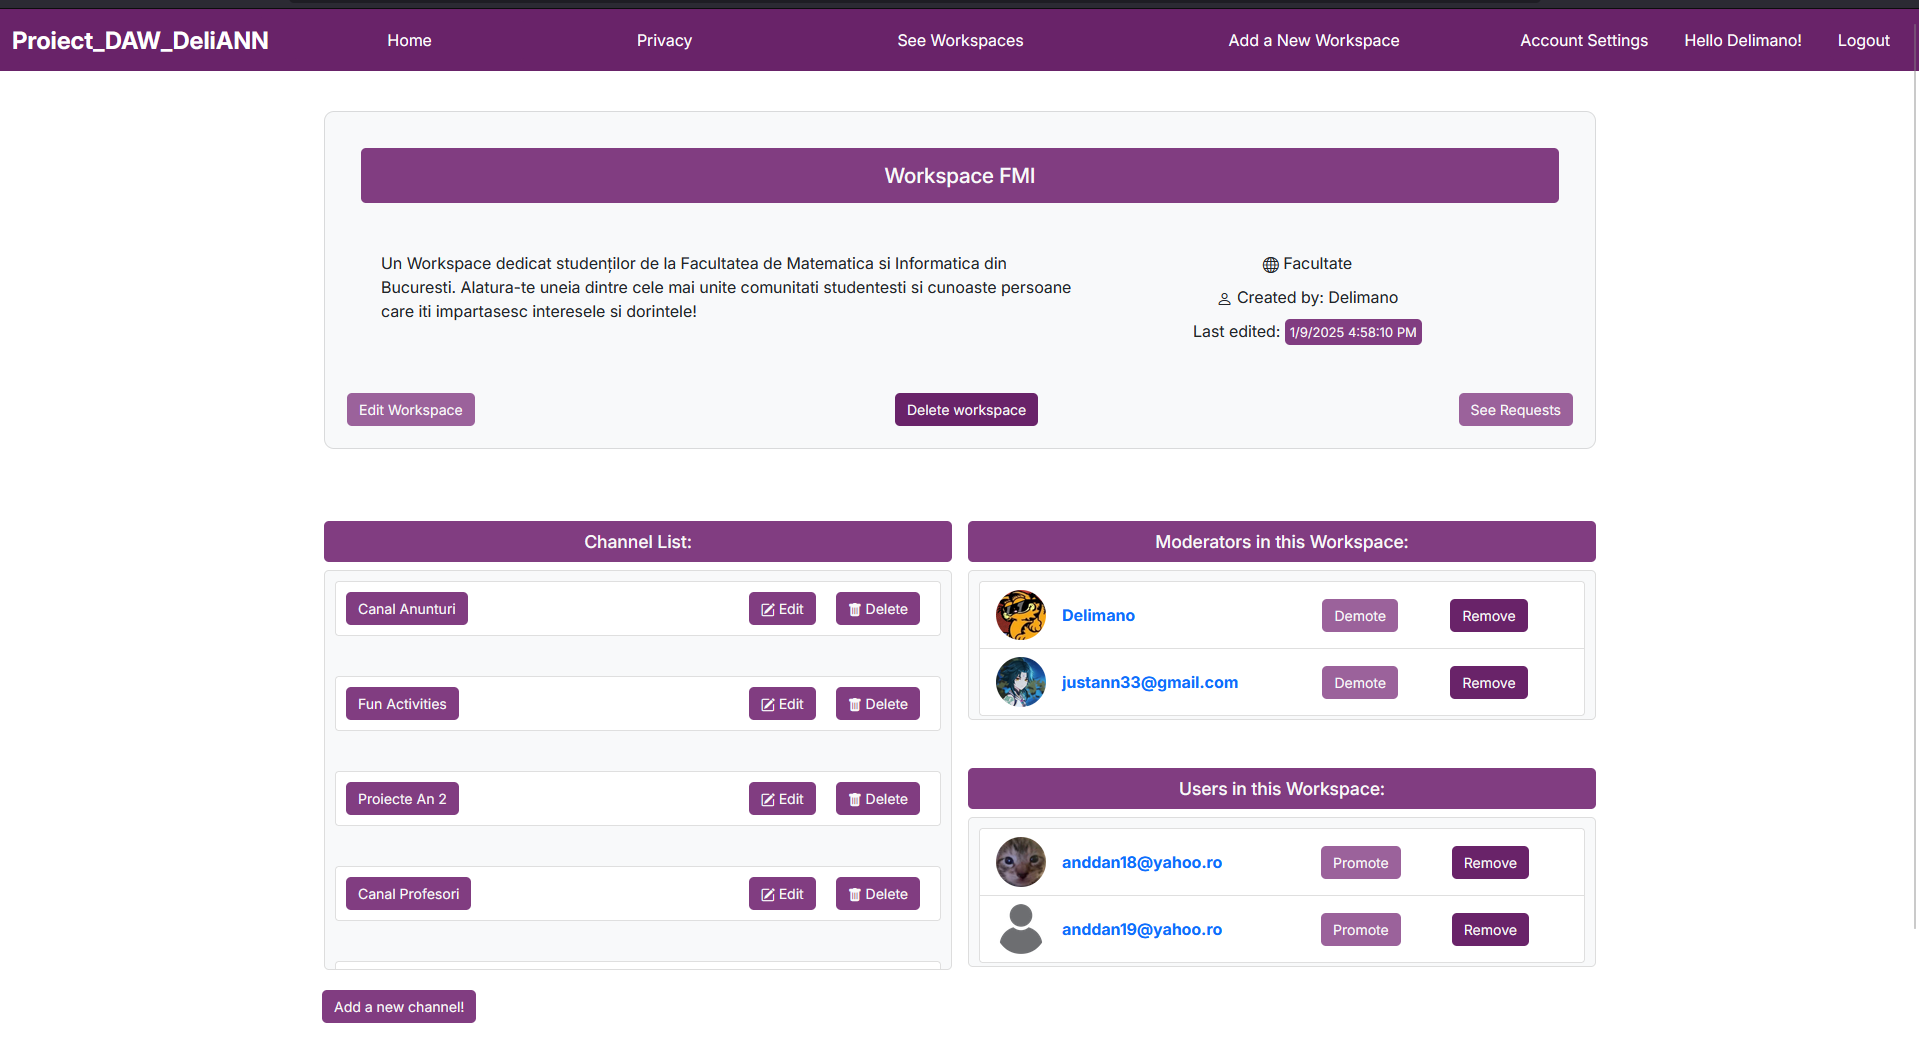 Proiect_DAW_DeliANN Home Privacy See Workspaces Add a New Workspace Account Settings Hello Delimano! Logout
Workspace FMI
Un Workspace dedicat studenților de la Facultatea de Matematica si Informatica din
Bucuresti. Alatura-te uneia dintre cele mai unite comunitati studentesti si cunoaste persoane
care iti impartasesc interesele si dorintele!
Facultate
Created by: Delimano
Last edited: 1/9/2025 4:58:10 PM
Edit Workspace Delete workspace See Requests
Channel List:
Canal Anunturi Edit Delete
Fun Activities Edit Delete
Proiecte An 2 Edit Delete
Canal Profesori Edit Delete
Add a new channel!
Moderators in this Workspace:
Delimano Demote Remove
justann33@gmail.com Demote Remove
Users in this Workspace:
anddan18@yahoo.ro Promote Remove
anddan19@yahoo.ro Promote Remove